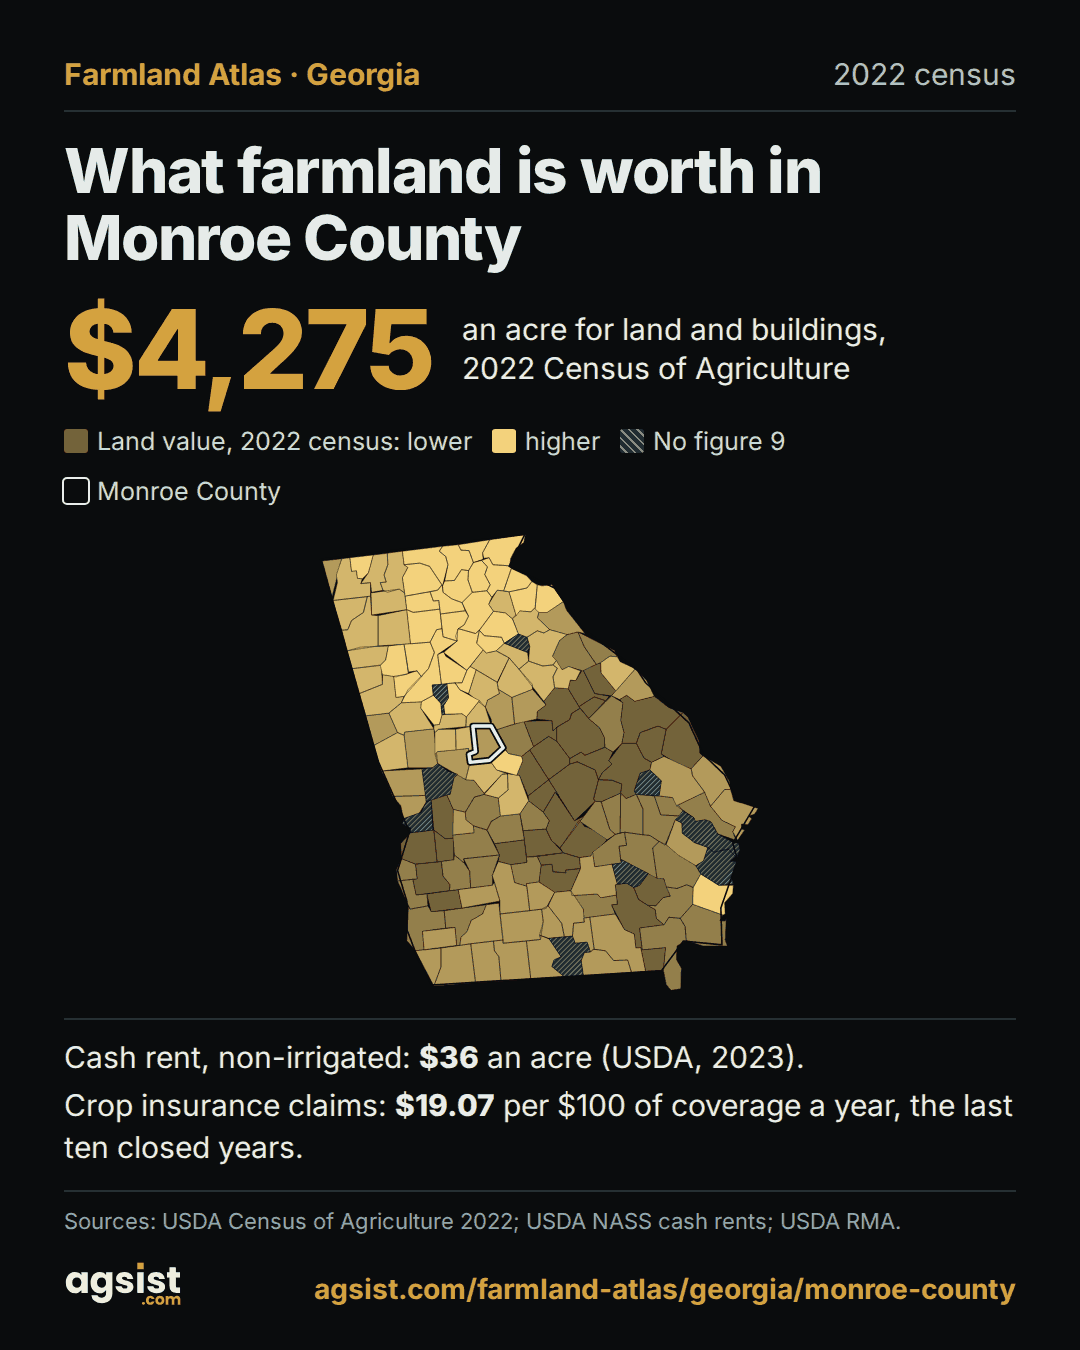 Farmland Atlas · Georgia
2022 census
What farmland is worth in
Monroe County
$4,275
an acre for land and buildings,
2022 Census of Agriculture
Land value, 2022 census: lower
higher
No figure 9
Monroe County
Cash rent, non-irrigated: $36 an acre (USDA, 2023).
Crop insurance claims: $19.07 per $100 of coverage a year, the last
ten closed years.
Sources: USDA Census of Agriculture 2022; USDA NASS cash rents; USDA RMA.
agsist
.com
agsist.com/farmland-atlas/georgia/monroe-county